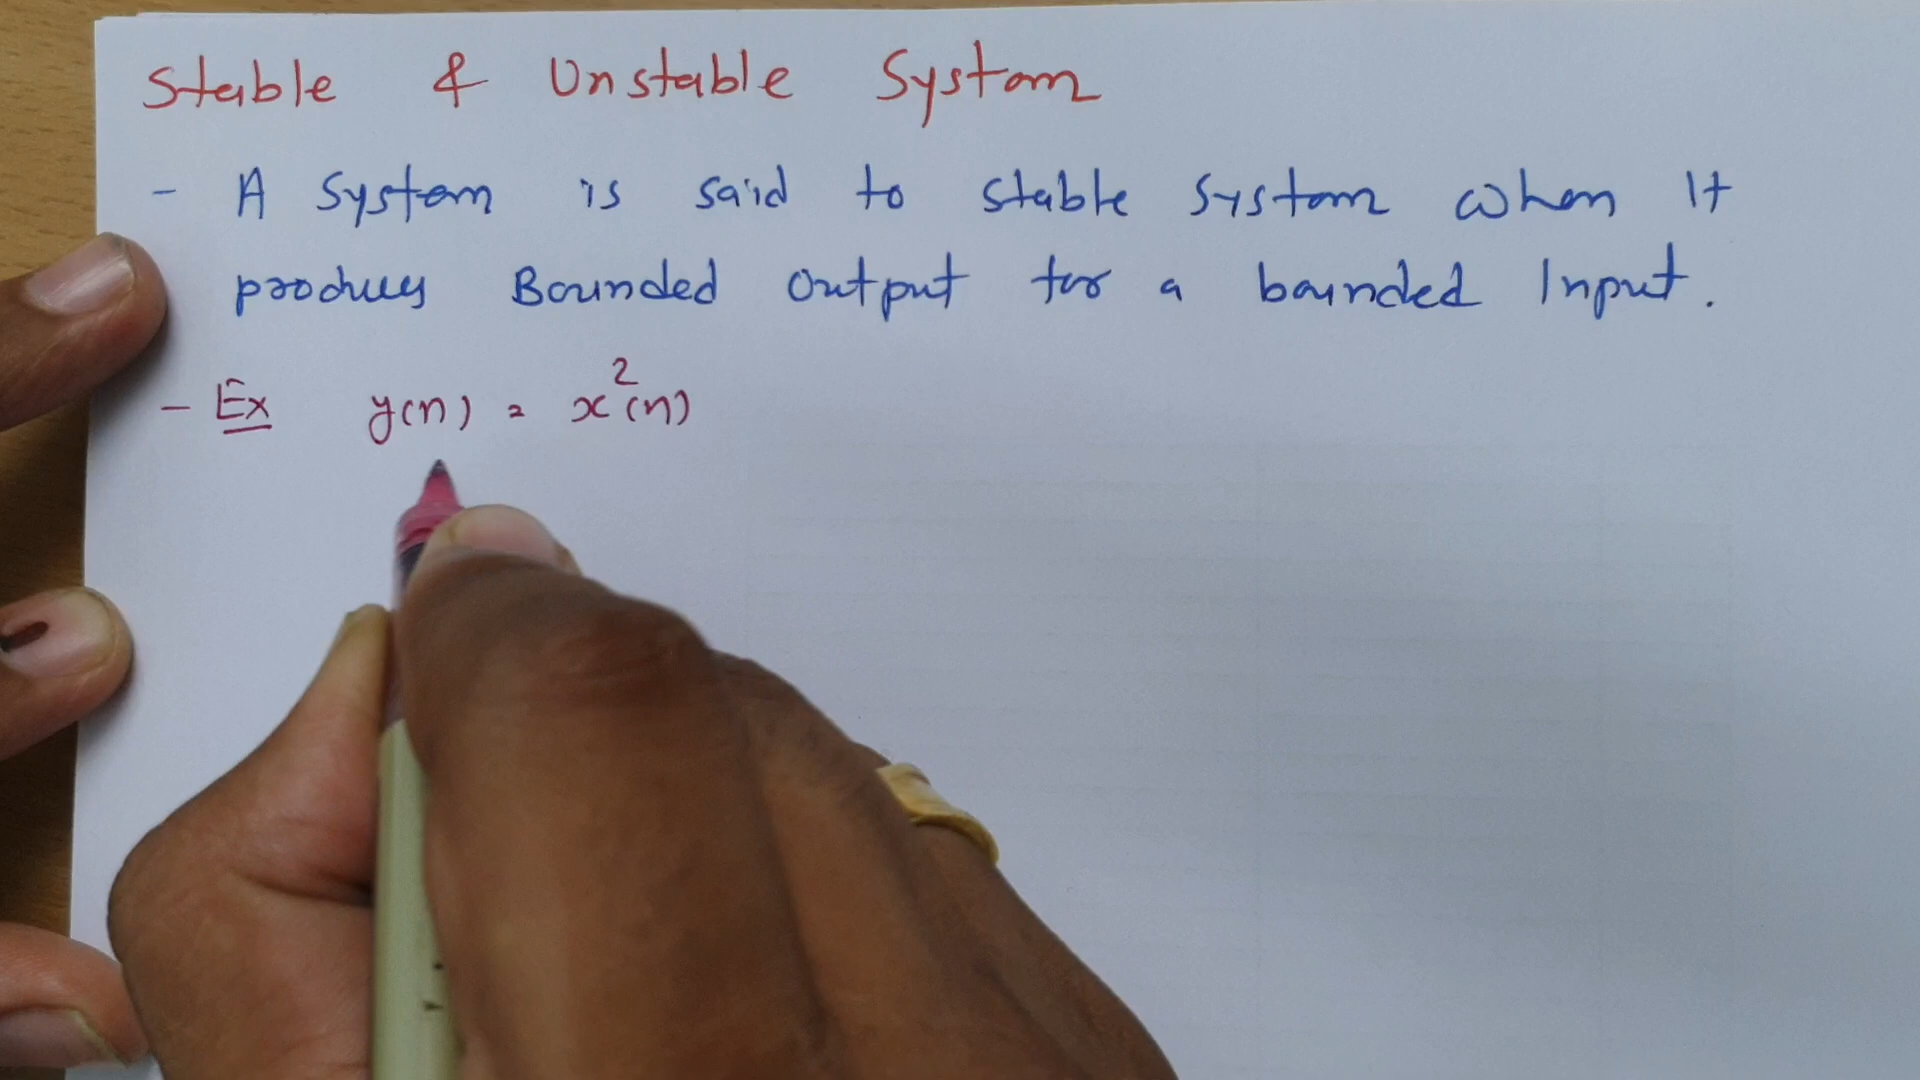 Stable & Unstable System
- A System is said to stable system when It
produces Bounded Output for a bounded Input.
- Ex y(n) = x²(n)